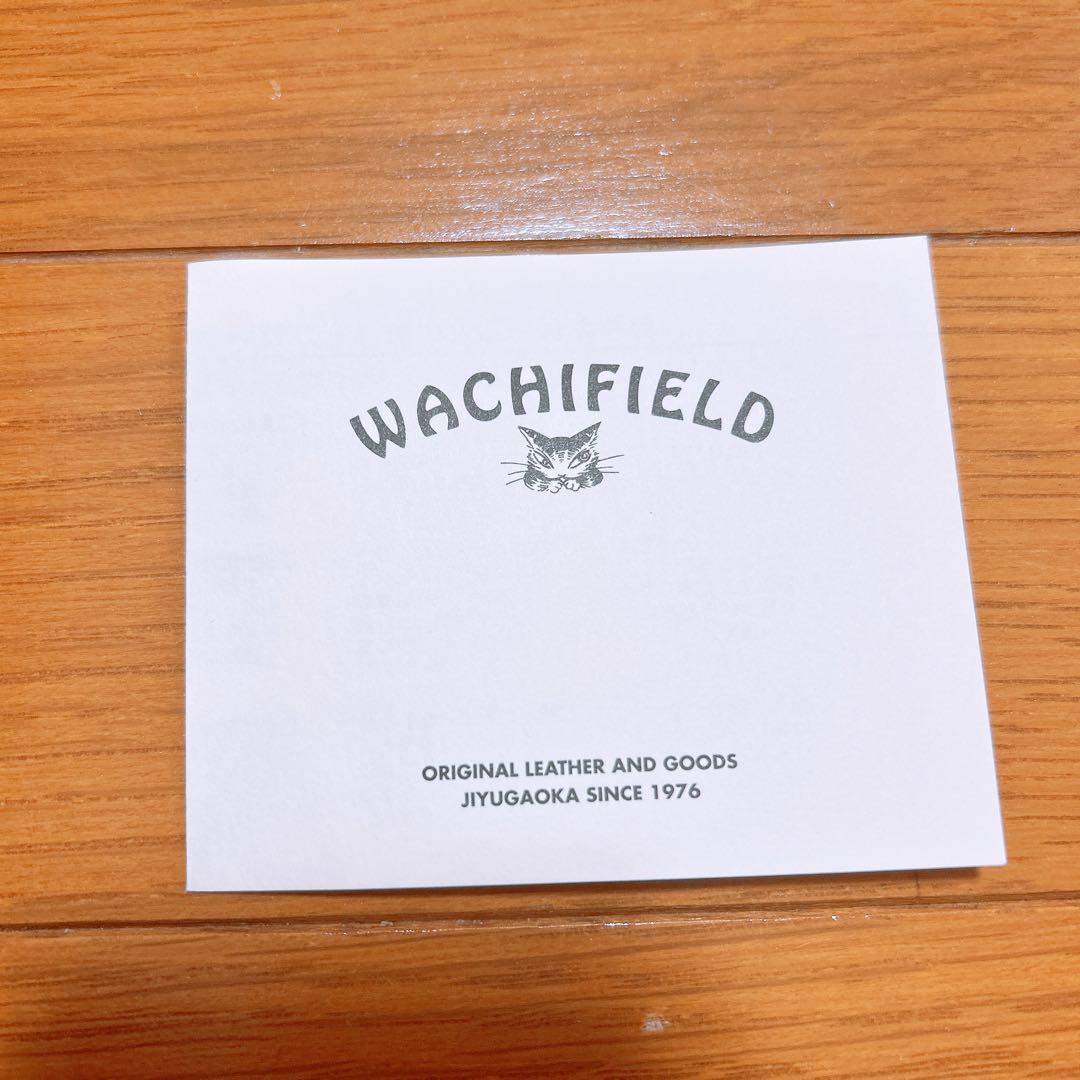 WACHIFIELD
ORIGINAL LEATHER AND GOODS
JIYUGAOKA SINCE 1976